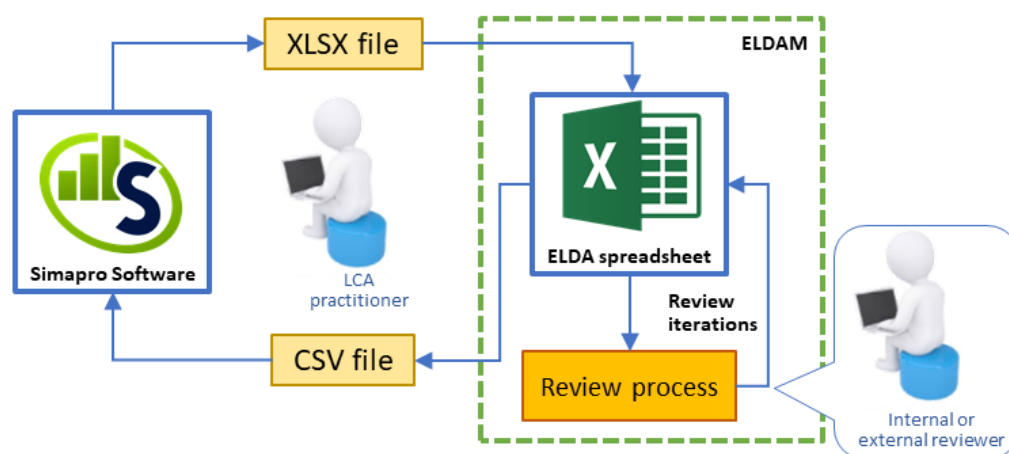 XLSX file
ELDAM
X
S
Simapro Software
ELDA spreadsheet
LCA
practitioner
Review
iterations
CSV file
Review process
Internal or
external reviewer